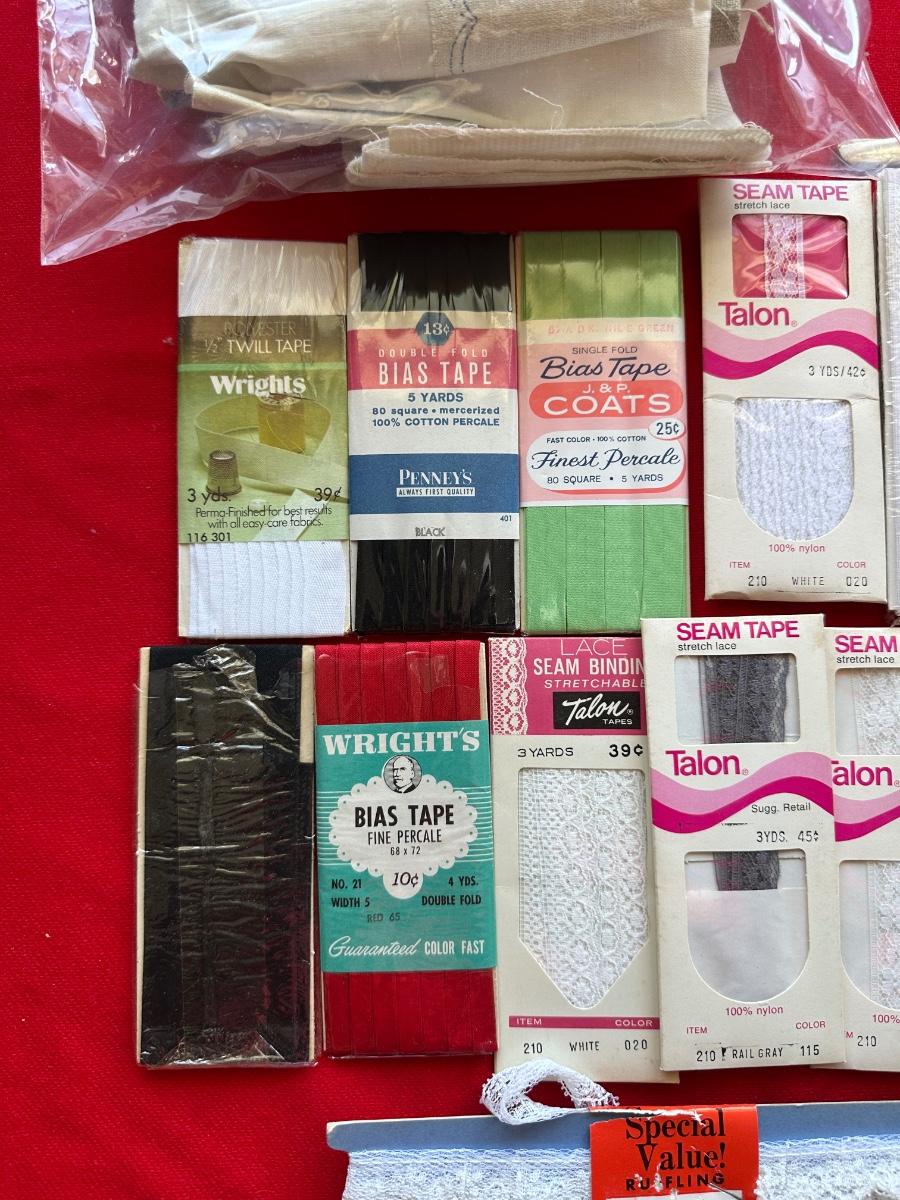 POLYESTER
½" TWILL TAPE
Wrights
3 yds. 39¢
Perma-Finished for best results
with all easy-care fabrics.
116 301
13¢
DOUBLE FOLD
BIAS TAPE
5 YARDS
80 square • mercerized
100% COTTON PERCALE
PENNEY'S
ALWAYS FIRST QUALITY
401
BLACK
DK. NILE GREEN
SINGLE FOLD
Bias Tape
J. & P.
COATS
25¢
FAST COLOR • 100% COTTON
Finest Percale
80 SQUARE • 5 YARDS
SEAM TAPE
stretch lace
Talon®
3 YDS/42¢
100% nylon
ITEM COLOR
210 WHITE 020
WRIGHT'S
BIAS TAPE
FINE PERCALE
68 x 72
10¢
NO. 21 4 YDS.
WIDTH 5 DOUBLE FOLD
RED 65
Guaranteed COLOR FAST
LACE
SEAM BINDIN
STRETCHABLE
Talon
TAPES
3 YARDS 39¢
ITEM COLOR
210 WHITE 020
SEAM TAPE
stretch lace
Talon®
Sugg. Retail
3YDS. 45¢
100% nylon
ITEM COLOR
210 RAIL GRAY 115
SEAM
stretch lace
Talon®
100%
ITEM
210
Special
Value!
RUFFLING